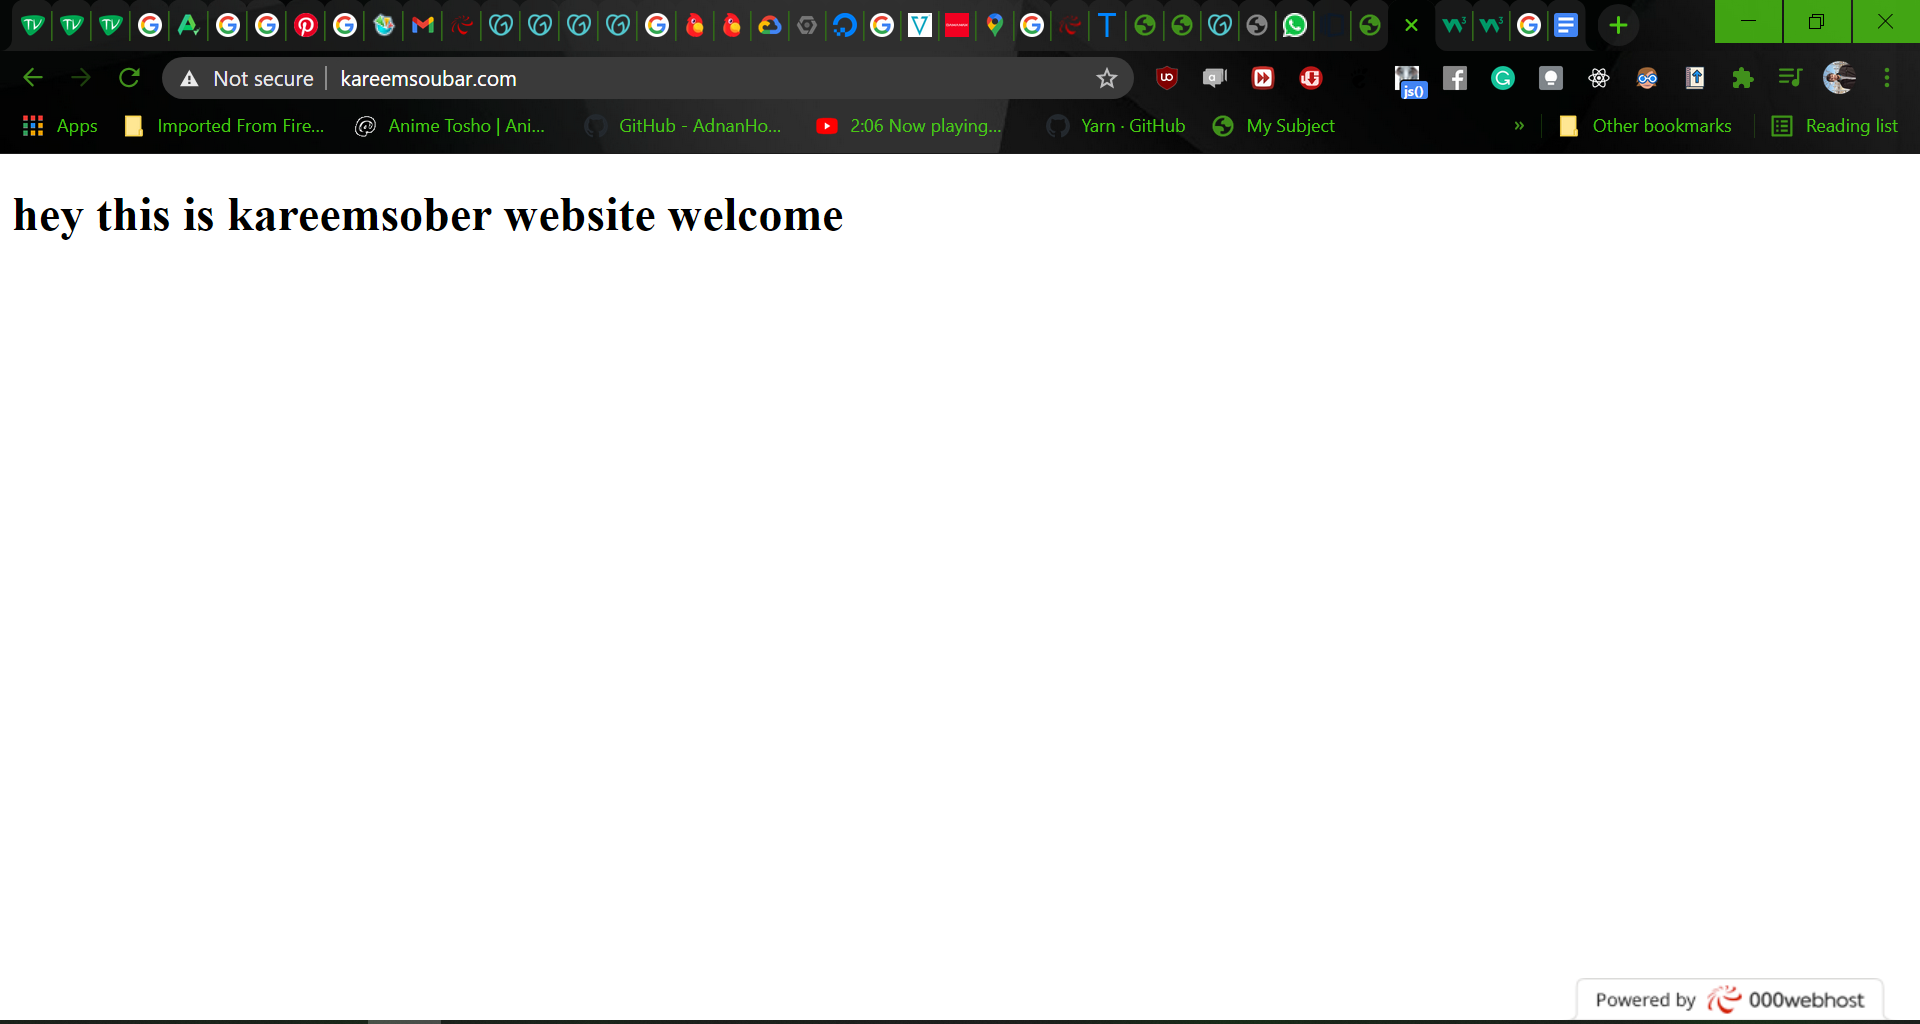 Not secure kareemsoubar.com
js()
Apps Imported From Fire... Anime Tosho | Ani... GitHub - AdnanHo... 2:06 Now playing... Yarn · GitHub My Subject » Other bookmarks Reading list
hey this is kareemsober website welcome
Powered by 000webhost